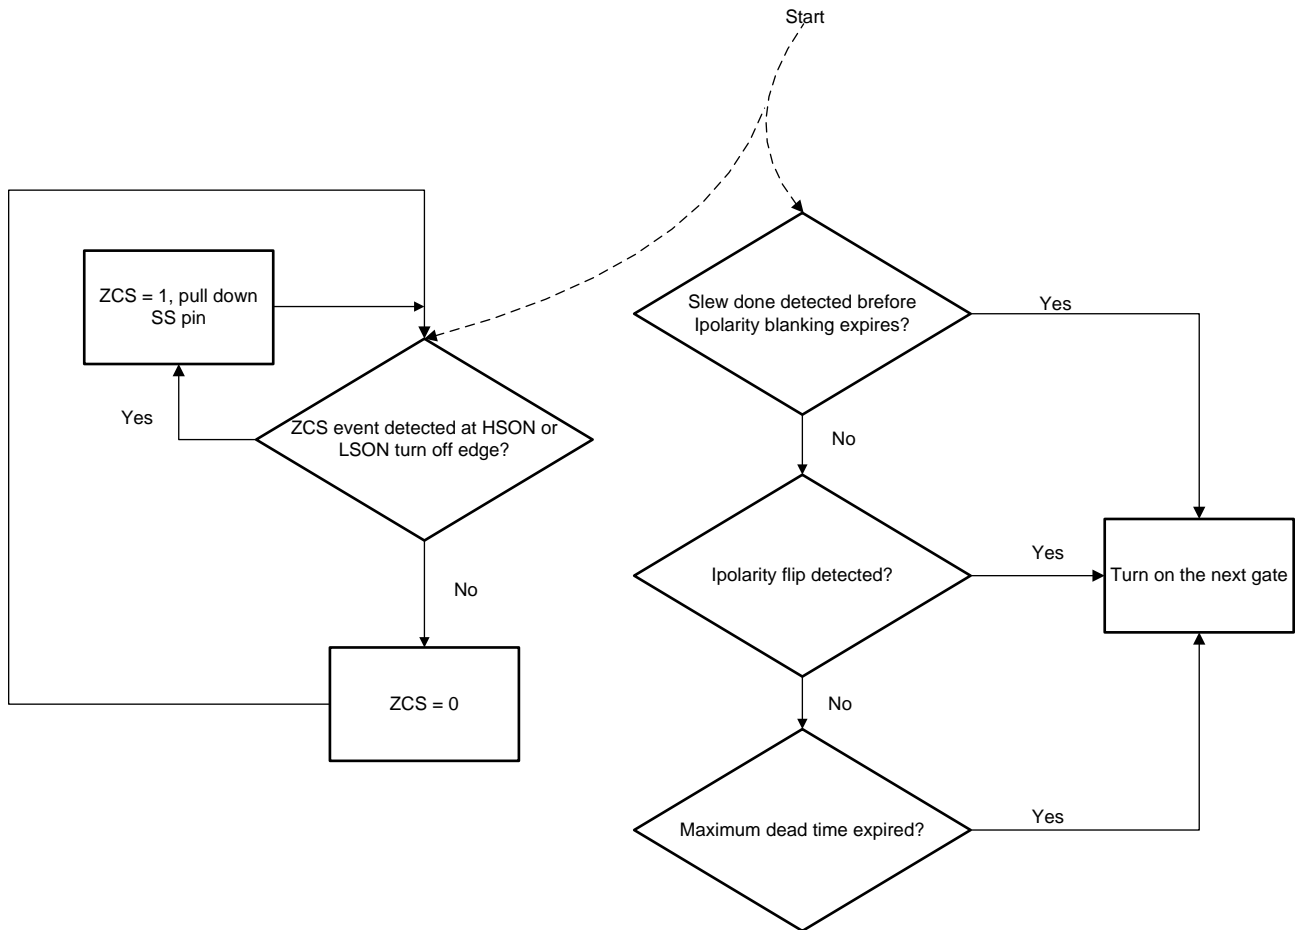 Start
ZCS = 1, pull down
SS pin
Yes
ZCS event detected at HSON or
LSON turn off edge?
No
ZCS = 0
Slew done detected brefore
Ipolarity blanking expires?
Yes
No
Ipolarity flip detected?
Yes
Turn on the next gate
No
Maximum dead time expired?
Yes